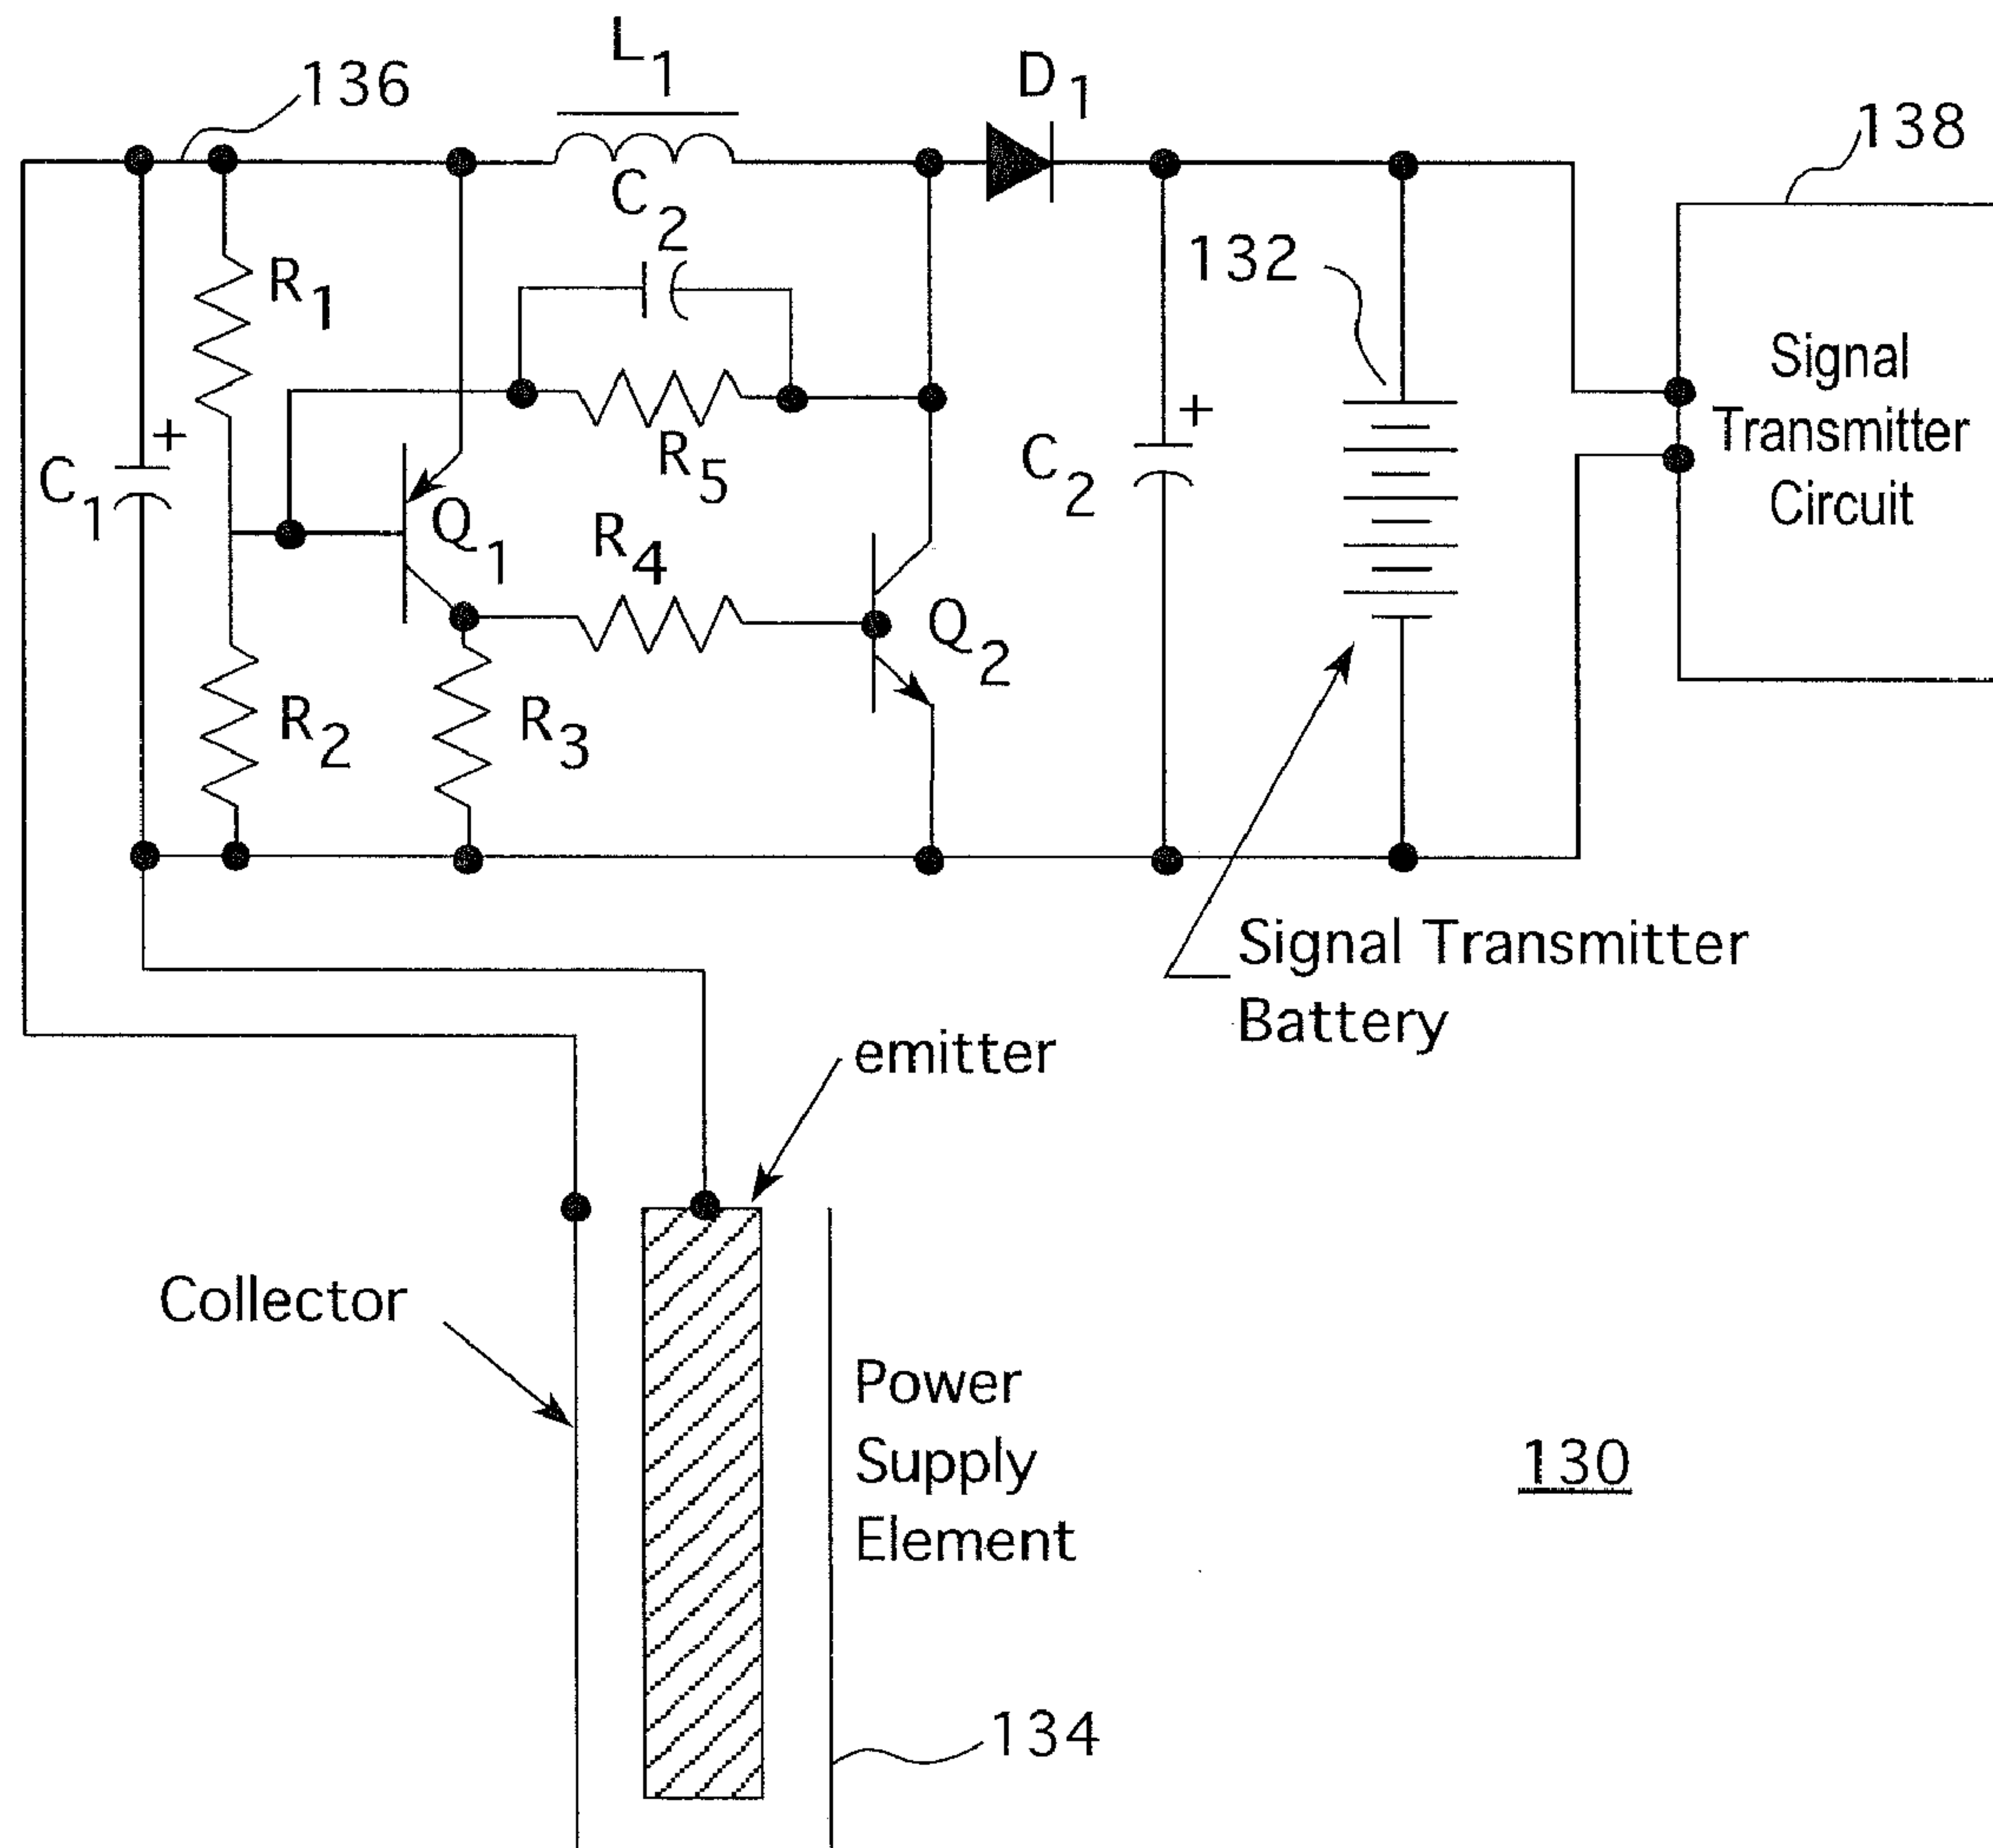 L1
136
D1
138
C2
R1
132
Signal
Transmitter
Circuit
+
+
C1
R5
C2
Q1
R4
Q2
R2
R3
Signal Transmitter
Battery
emitter
Collector
Power
Supply
Element
130
134